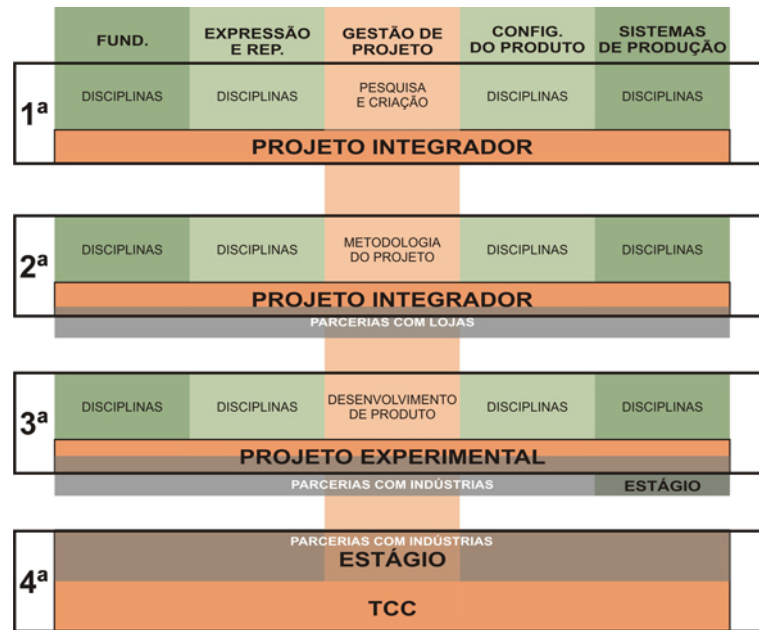 FUND.
EXPRESSÃO
E REP.
GESTÃO DE
PROJETO
CONFIG.
DO PRODUTO
SISTEMAS
DE PRODUÇÃO
1ª
DISCIPLINAS
DISCIPLINAS
PESQUISA
E CRIAÇÃO
DISCIPLINAS
DISCIPLINAS
PROJETO INTEGRADOR
2ª
DISCIPLINAS
DISCIPLINAS
METODOLOGIA
DO PROJETO
DISCIPLINAS
DISCIPLINAS
PROJETO INTEGRADOR
PARCERIAS COM LOJAS
3ª
DISCIPLINAS
DISCIPLINAS
DESENVOLVIMENTO
DE PRODUTO
DISCIPLINAS
DISCIPLINAS
PROJETO EXPERIMENTAL
PARCERIAS COM INDÚSTRIAS
ESTÁGIO
4ª
PARCERIAS COM INDÚSTRIAS
ESTÁGIO
TCC